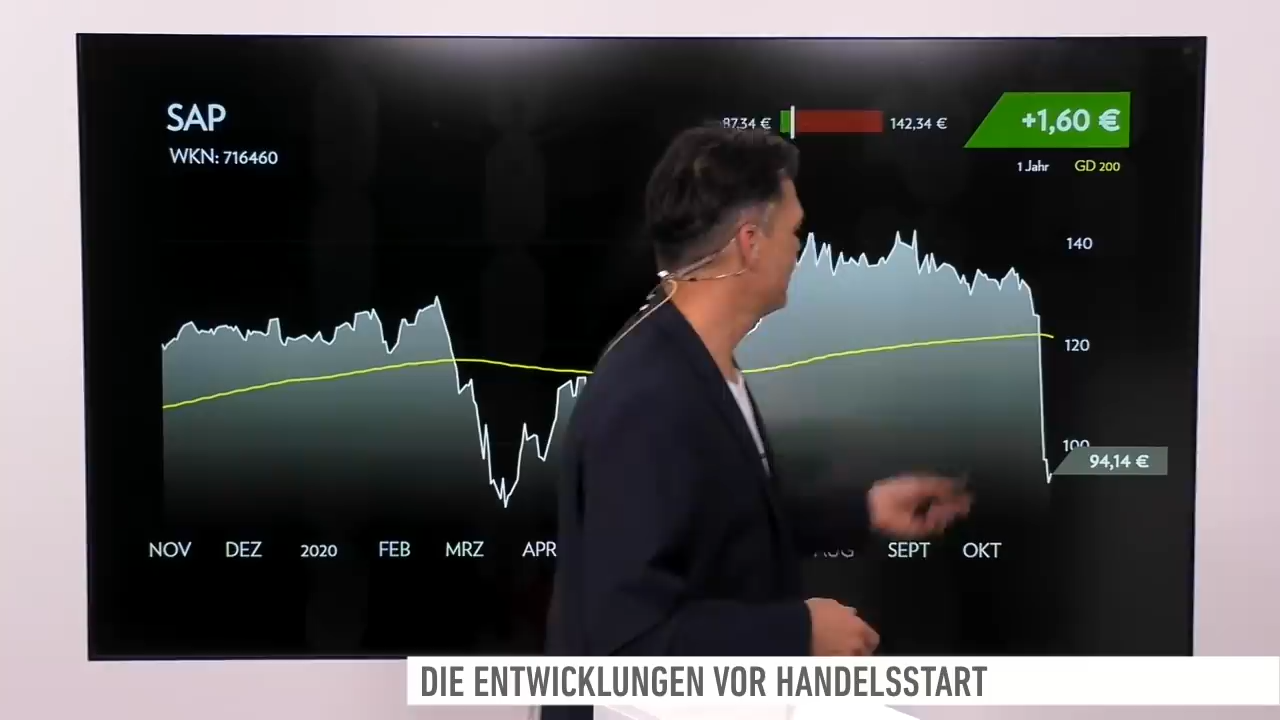 SAP
WKN: 716460
87,34 €
142,34 €
+1,60 €
1 Jahr
GD 200
140
120
100
94,14 €
NOV DEZ 2020 FEB MRZ APR AUG SEPT OKT
DIE ENTWICKLUNGEN VOR HANDELSSTART